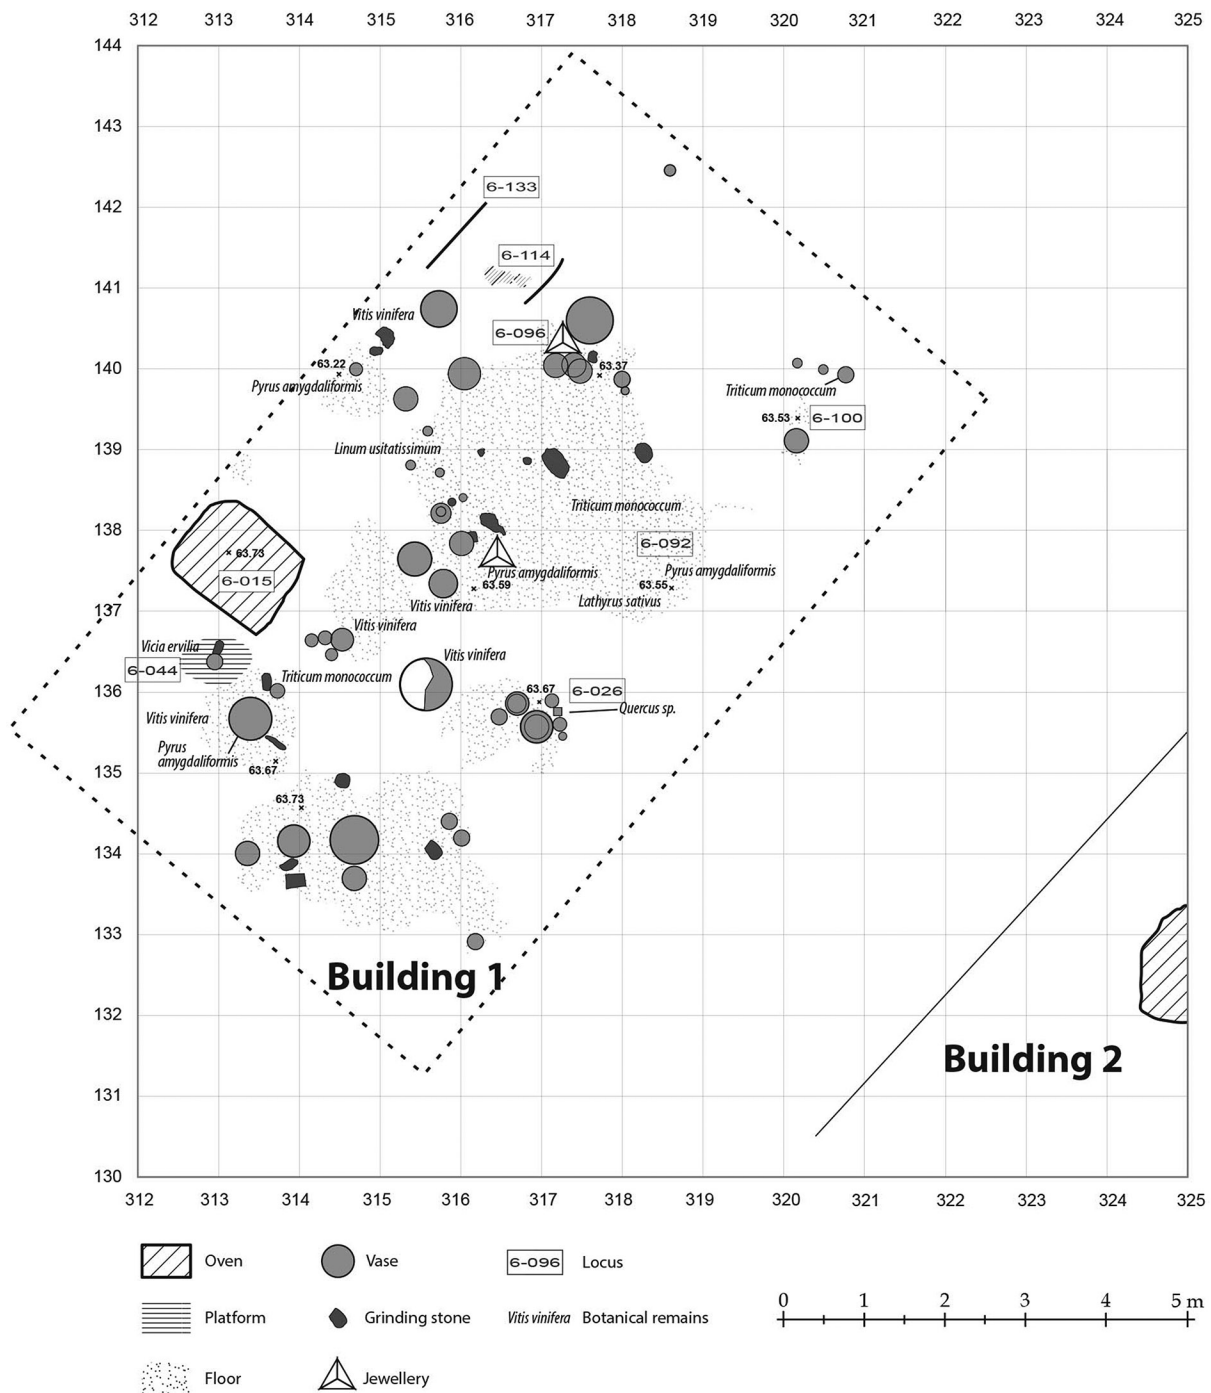 312 313 314 315 316 317 318 319 320 321 322 323 324 325
144
143
142
6-133
6-114
141
Vitis vinifera
6-096
140
63.22
63.37
Pyrus amygdaliformis
Triticum monococcum
63.53
6-100
139
Linum usitatissimum
Triticum monococcum
138
6-092
63.73
6-015
Pyrus amygdaliformis
Pyrus amygdaliformis
63.59
63.55
Vitis vinifera
Lathyrus sativus
137
Vitis vinifera
Vicia ervilia
Vitis vinifera
6-044
Triticum monococcum
136
63.67
6-026
Quercus sp.
Vitis vinifera
Pyrus
amygdaliformis
63.67
135
63.73
134
133
Building 1
132
Building 2
131
130
312 313 314 315 316 317 318 319 320 321 322 323 324 325
Oven
Vase
6-096
Locus
Platform
Grinding stone
Vitis vinifera
Botanical remains
0 1 2 3 4 5 m
Floor
Jewellery